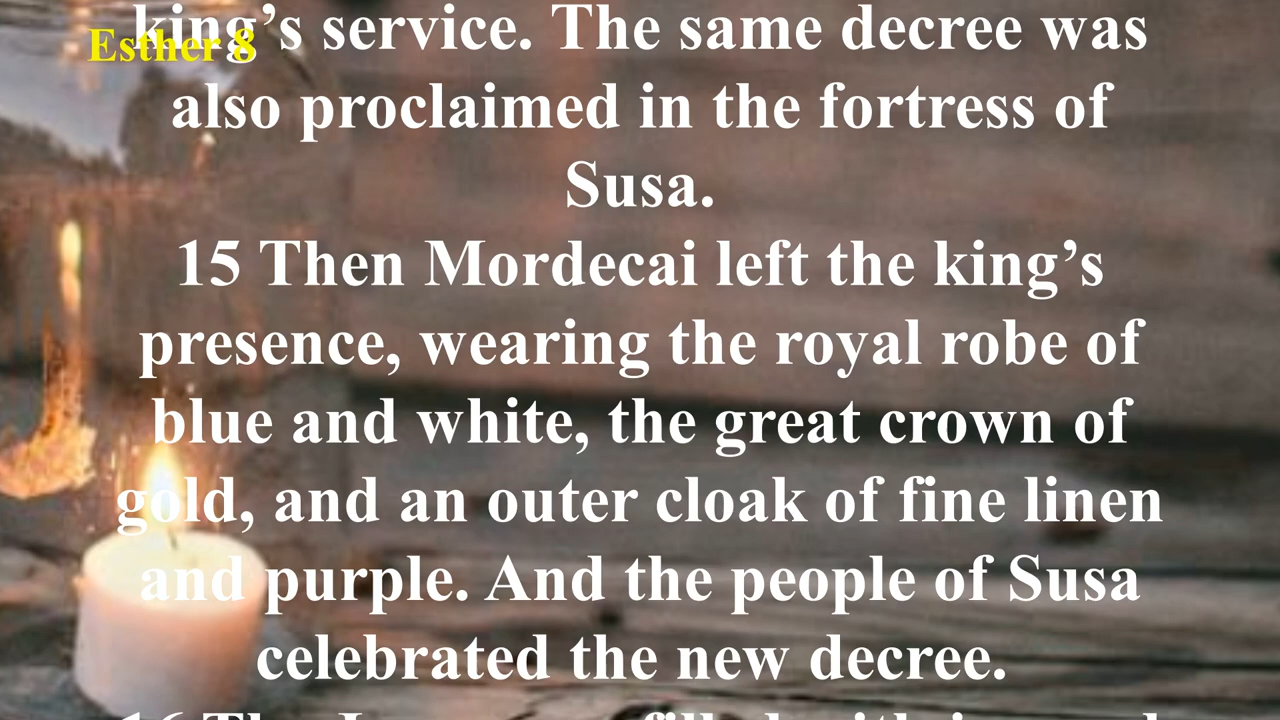 Esther 8
king’s service. The same decree was
also proclaimed in the fortress of
Susa.
15 Then Mordecai left the king’s
presence, wearing the royal robe of
blue and white, the great crown of
gold, and an outer cloak of fine linen
and purple. And the people of Susa
celebrated the new decree.